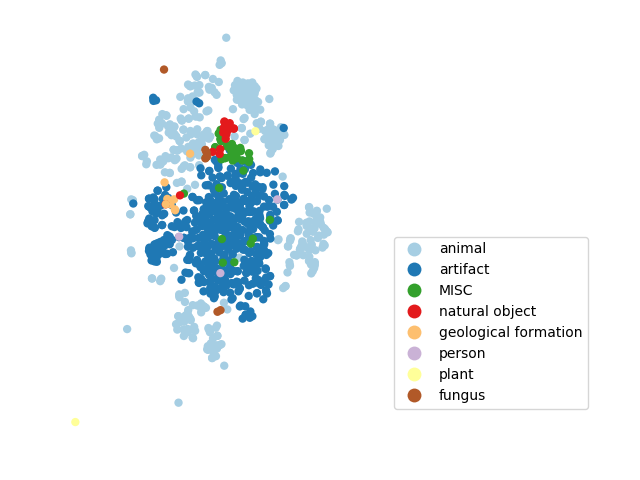 animal
artifact
MISC
natural object
geological formation
person
plant
fungus